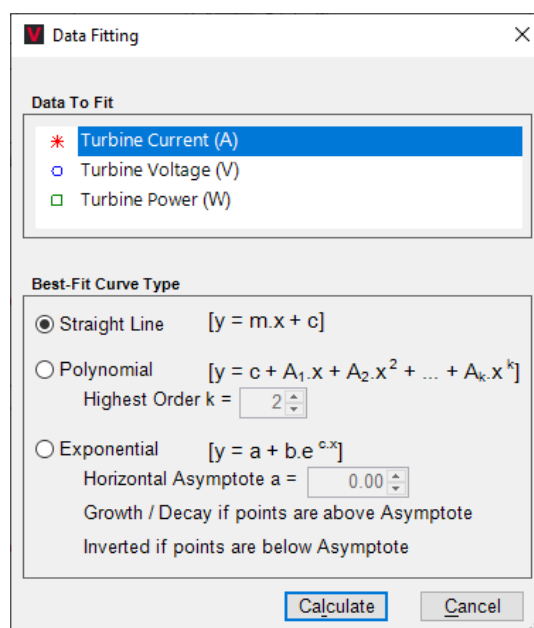 Data Fitting
Data To Fit
Turbine Current (A)
Turbine Voltage (V)
Turbine Power (W)
Best-Fit Curve Type
Straight Line [y = m.x + c]
Polynomial [y = c + A₁.x + A₂.x² + ... + Aₖ.xᵏ]
Highest Order k = 2
Exponential [y = a + b.e ᶜ·ˣ]
Horizontal Asymptote a = 0.00
Growth / Decay if points are above Asymptote
Inverted if points are below Asymptote
Calculate Cancel